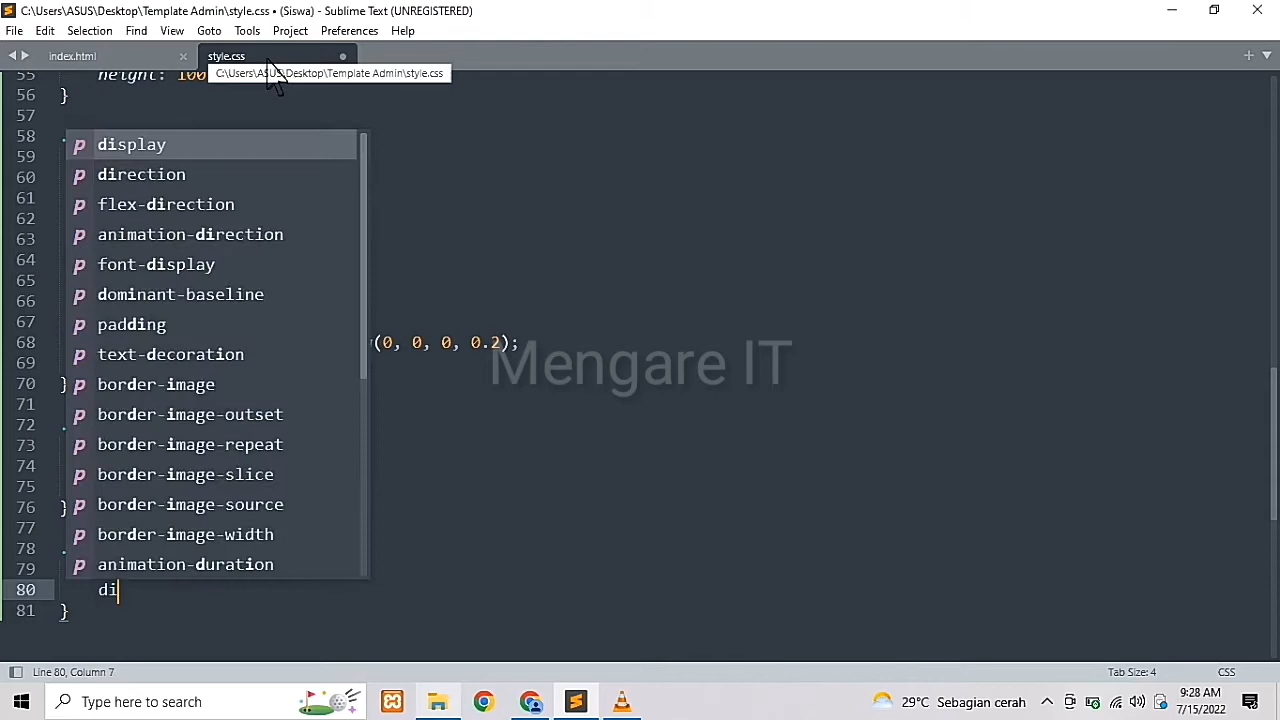 C:\Users\ASUS\Desktop\Template Admin\style.css • (Siswa) - Sublime Text (UNREGISTERED)
File Edit Selection Find View Goto Tools Project Preferences Help
index.html style.css
C:\Users\ASUS\Desktop\Template Admin\style.css
55 height: 100
56 }
57
58 .
59
60
61
62
63
64
65
66
67
68 (0, 0, 0, 0.2);
69
70 }
71
72 .
73
74
75
76 }
77
78 .
79
80 di
81 }
p display
p direction
p flex-direction
p animation-direction
p font-display
p dominant-baseline
p padding
p text-decoration
p border-image
p border-image-outset
p border-image-repeat
p border-image-slice
p border-image-source
p border-image-width
p animation-duration
Mengare IT
Line 80, Column 7 Tab Size: 4 CSS
Type here to search
29°C Sebagian cerah
9:28 AM
7/15/2022